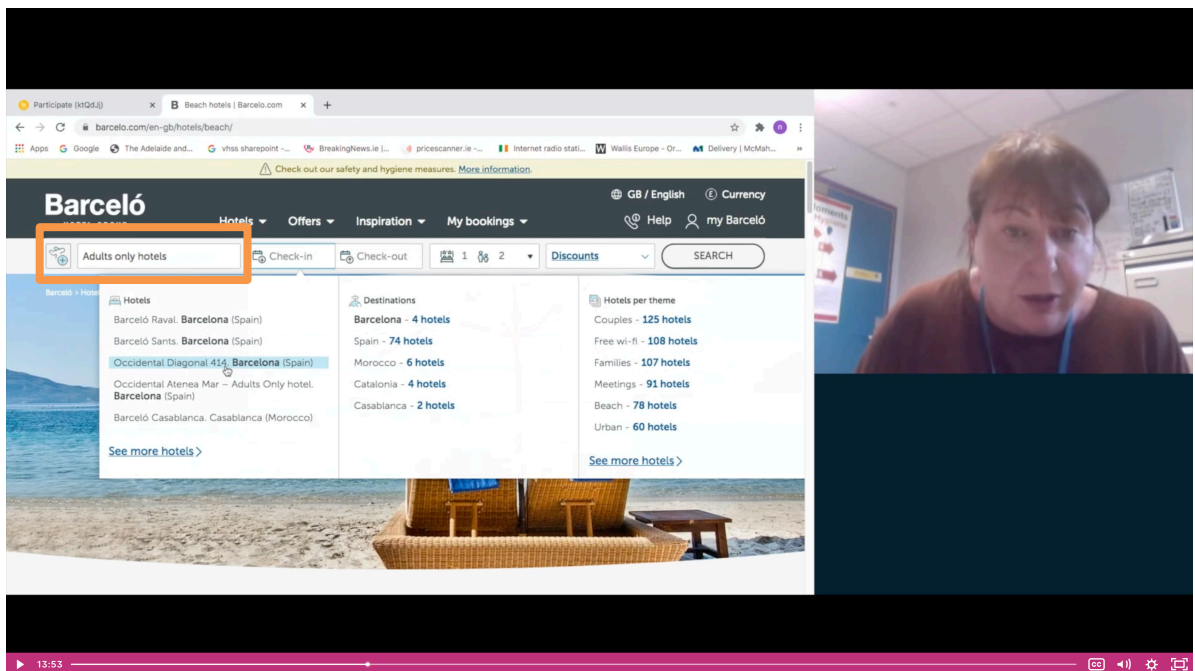 Participate (ktQdJj)
Beach hotels | Barcelo.com
barcelo.com/en-gb/hotels/beach/
n
Apps Google The Adelaide and... vhss sharepoint -... BreakingNews.ie |... pricescanner.ie -... Internet radio stati... Wallis Europe - Or... Delivery | McMah... »
Check out our safety and hygiene measures. More information.
GB / English Currency
Barceló
Hotels Offers Inspiration My bookings Help my Barceló
Adults only hotels Check-in Check-out 1 2 Discounts SEARCH
Barceló > Hotels
Hotels
Barceló Raval. Barcelona (Spain)
Barceló Sants. Barcelona (Spain)
Occidental Diagonal 414. Barcelona (Spain)
Occidental Atenea Mar – Adults Only hotel.
Barcelona (Spain)
Barceló Casablanca. Casablanca (Morocco)
See more hotels
Destinations
Barcelona - 4 hotels
Spain - 74 hotels
Morocco - 6 hotels
Catalonia - 4 hotels
Casablanca - 2 hotels
Hotels per theme
Couples - 125 hotels
Free wi-fi - 108 hotels
Families - 107 hotels
Meetings - 91 hotels
Beach - 78 hotels
Urban - 60 hotels
See more hotels
13:53
CC